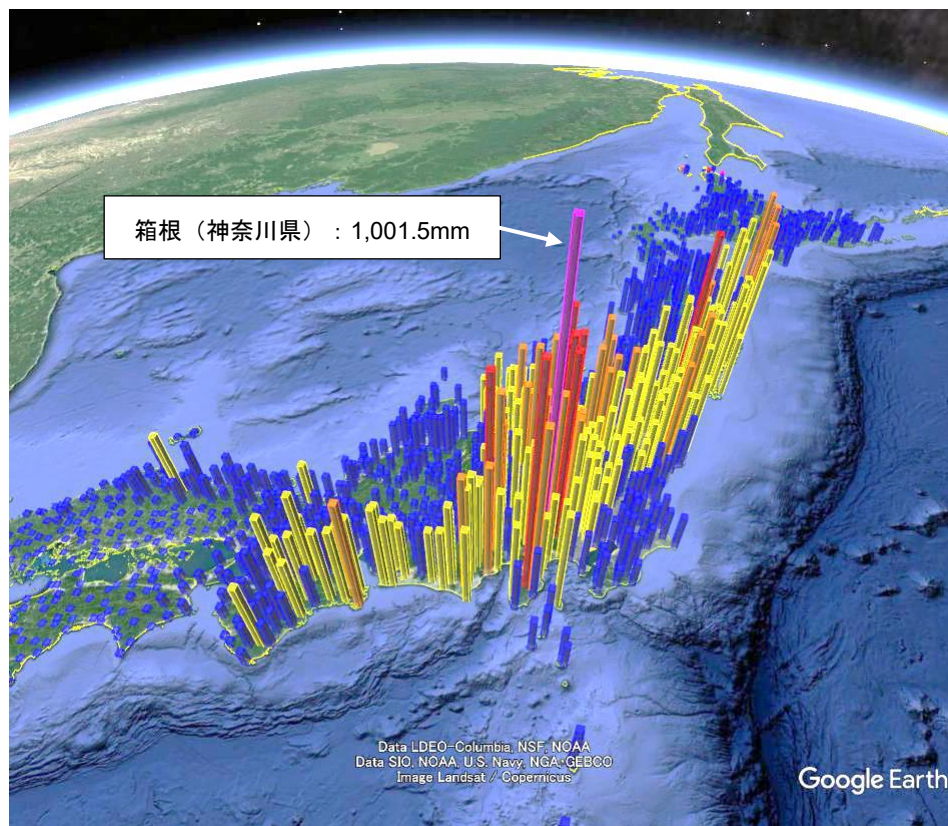 箱根（神奈川県）：1,001.5mm
Data LDEO-Columbia, NSF, NOAA
Data SIO, NOAA, U.S. Navy, NGA, GEBCO
Image Landsat / Copernicus
Google Earth